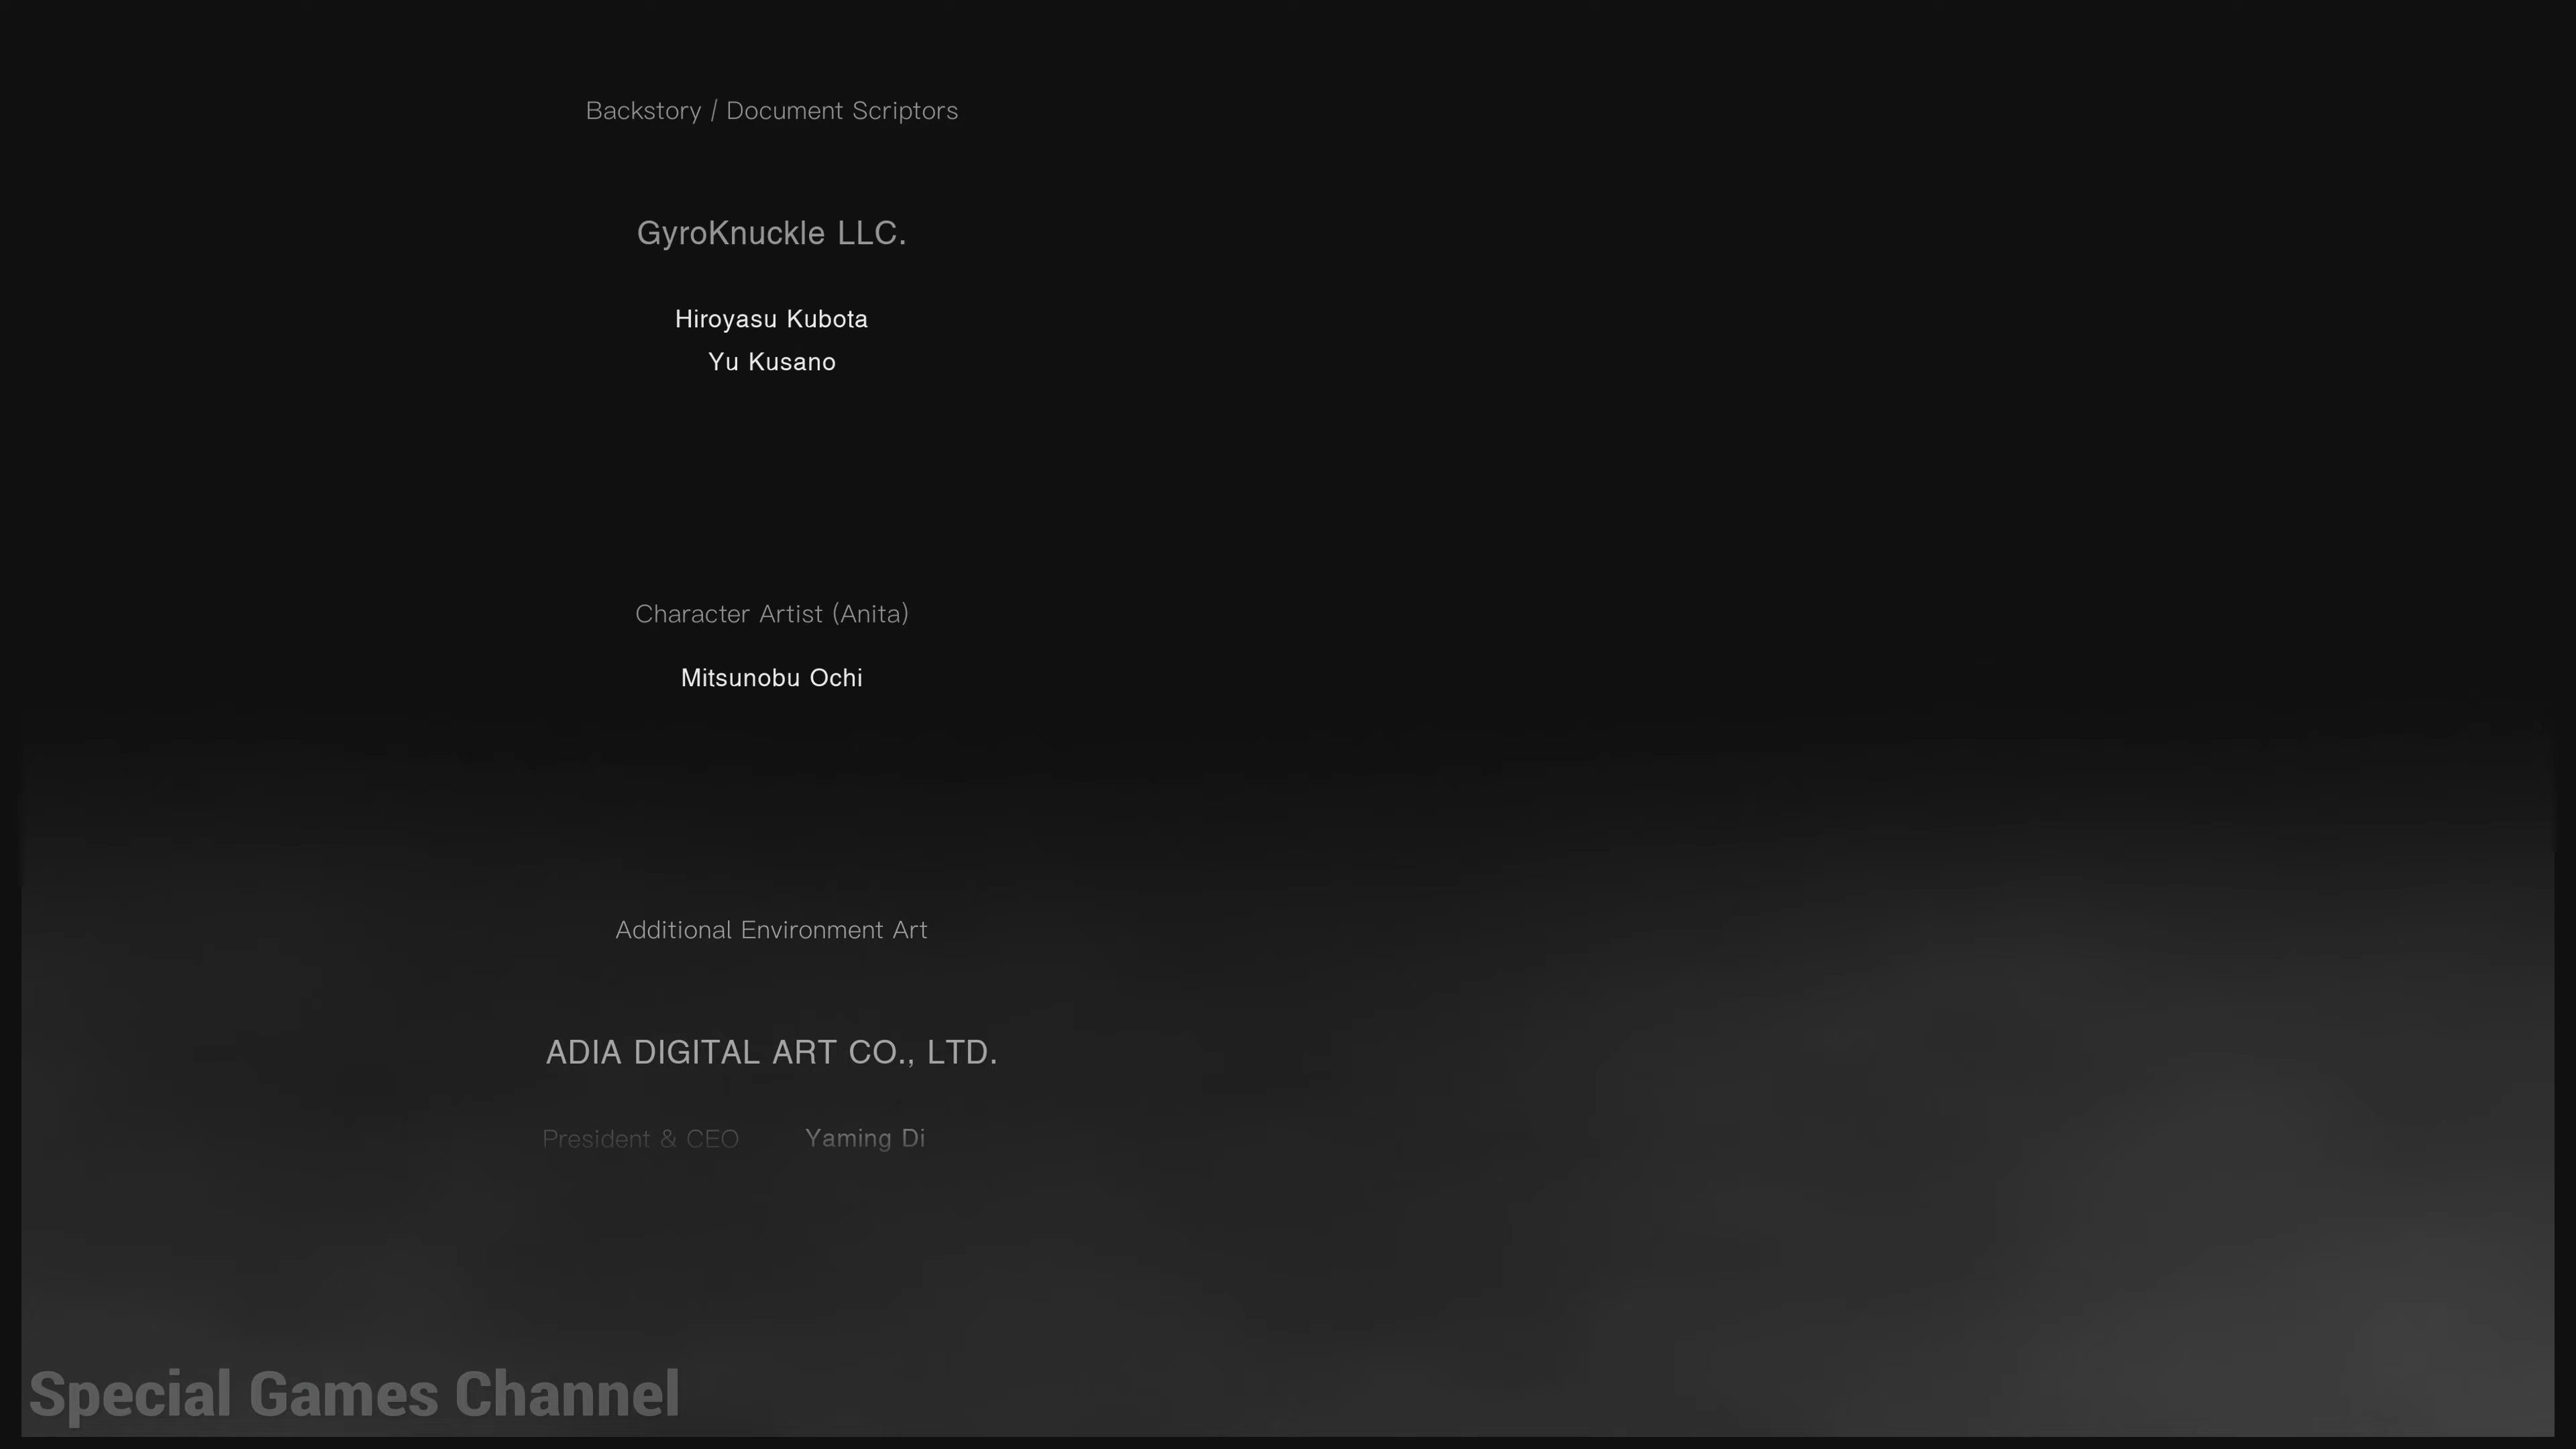 Backstory / Document Scriptors
GyroKnuckle LLC.
Hiroyasu Kubota
Yu Kusano
Character Artist (Anita)
Mitsunobu Ochi
Additional Environment Art
ADIA DIGITAL ART CO., LTD.
President & CEO Yaming Di
Special Games Channel